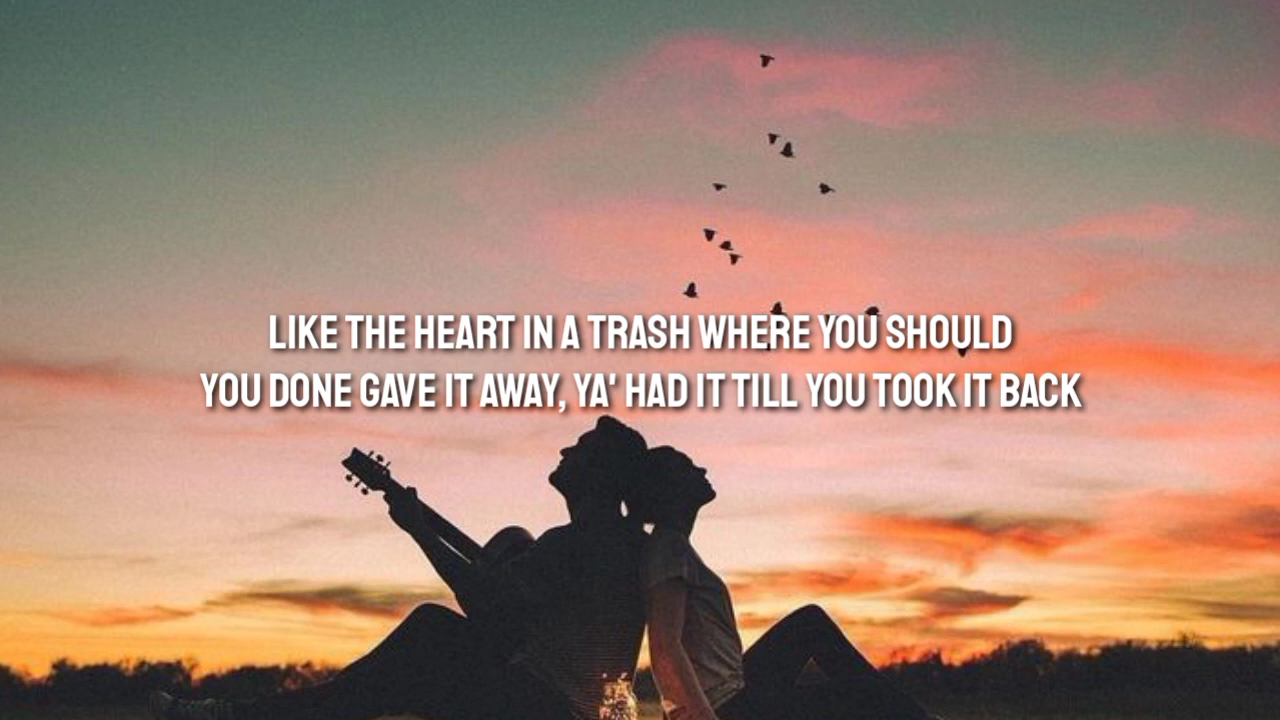 LIKE THE HEART IN A TRASH WHERE YOU SHOULD
YOU DONE GAVE IT AWAY, YA' HAD IT TILL YOU TOOK IT BACK